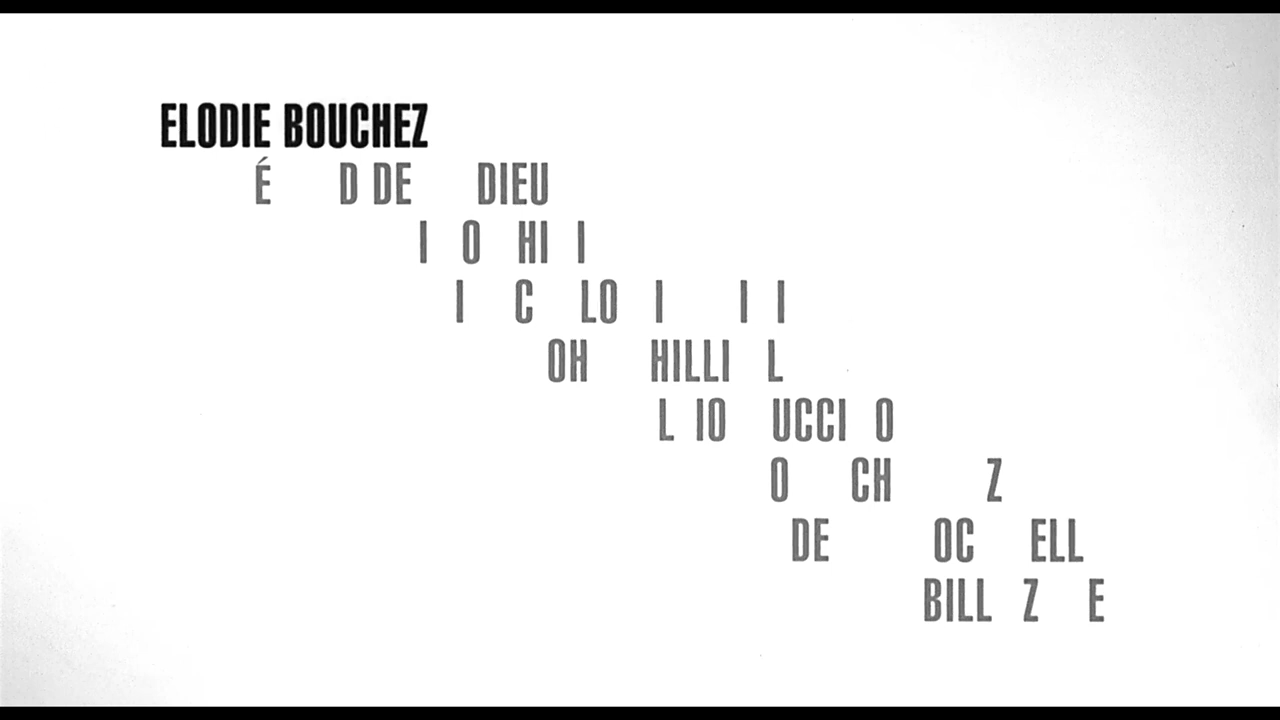 ELODIE BOUCHEZ
É D DE DIEU
I O HI I
I C LO I I I
OH HILLI L
L IO UCCI O
O CH Z
DE OC ELL
BILL Z E